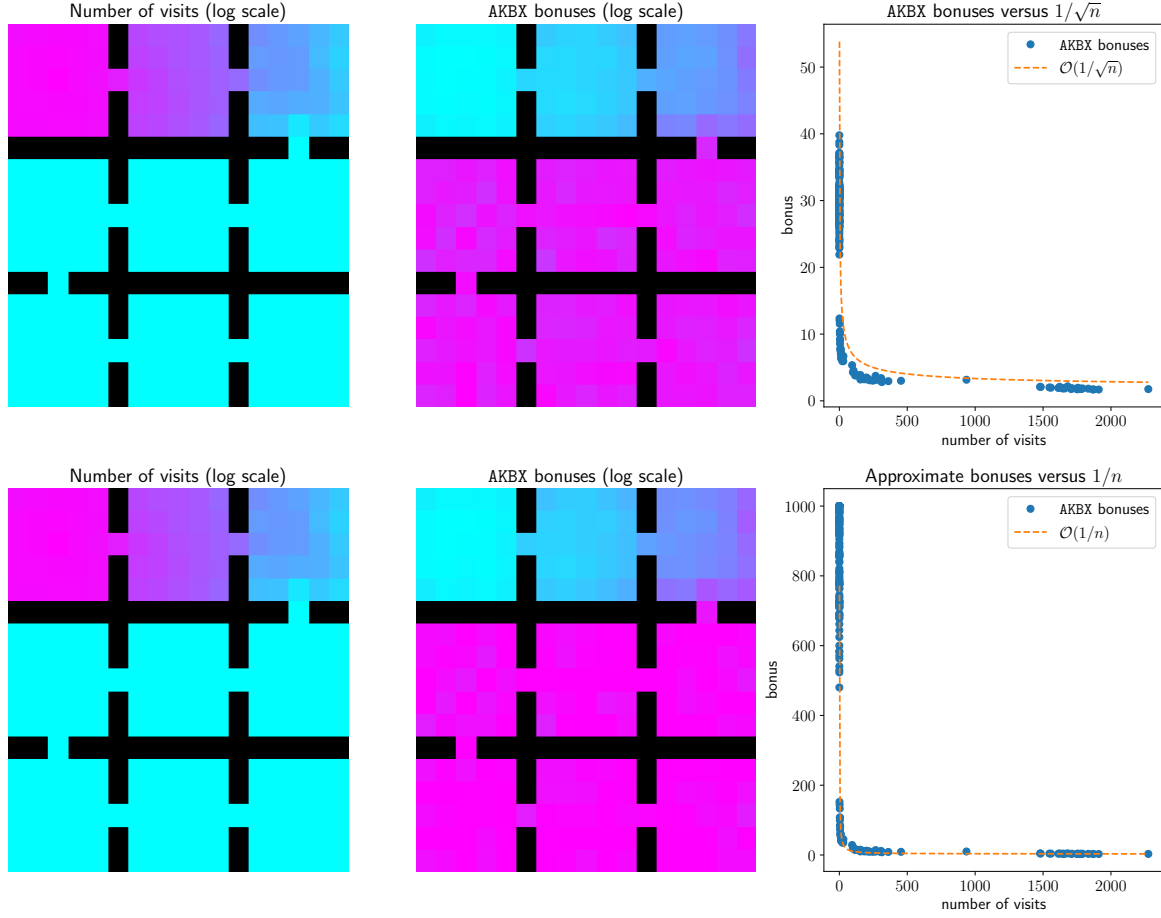 Number of visits (log scale)
AKBX bonuses (log scale)
AKBX bonuses versus 1/√n
AKBX bonuses
O(1/√n)
50
40
30
20
10
0
bonus
0
500
1000
1500
2000
number of visits
Number of visits (log scale)
AKBX bonuses (log scale)
Approximate bonuses versus 1/n
AKBX bonuses
O(1/n)
1000
800
600
400
200
0
bonus
0
500
1000
1500
2000
number of visits